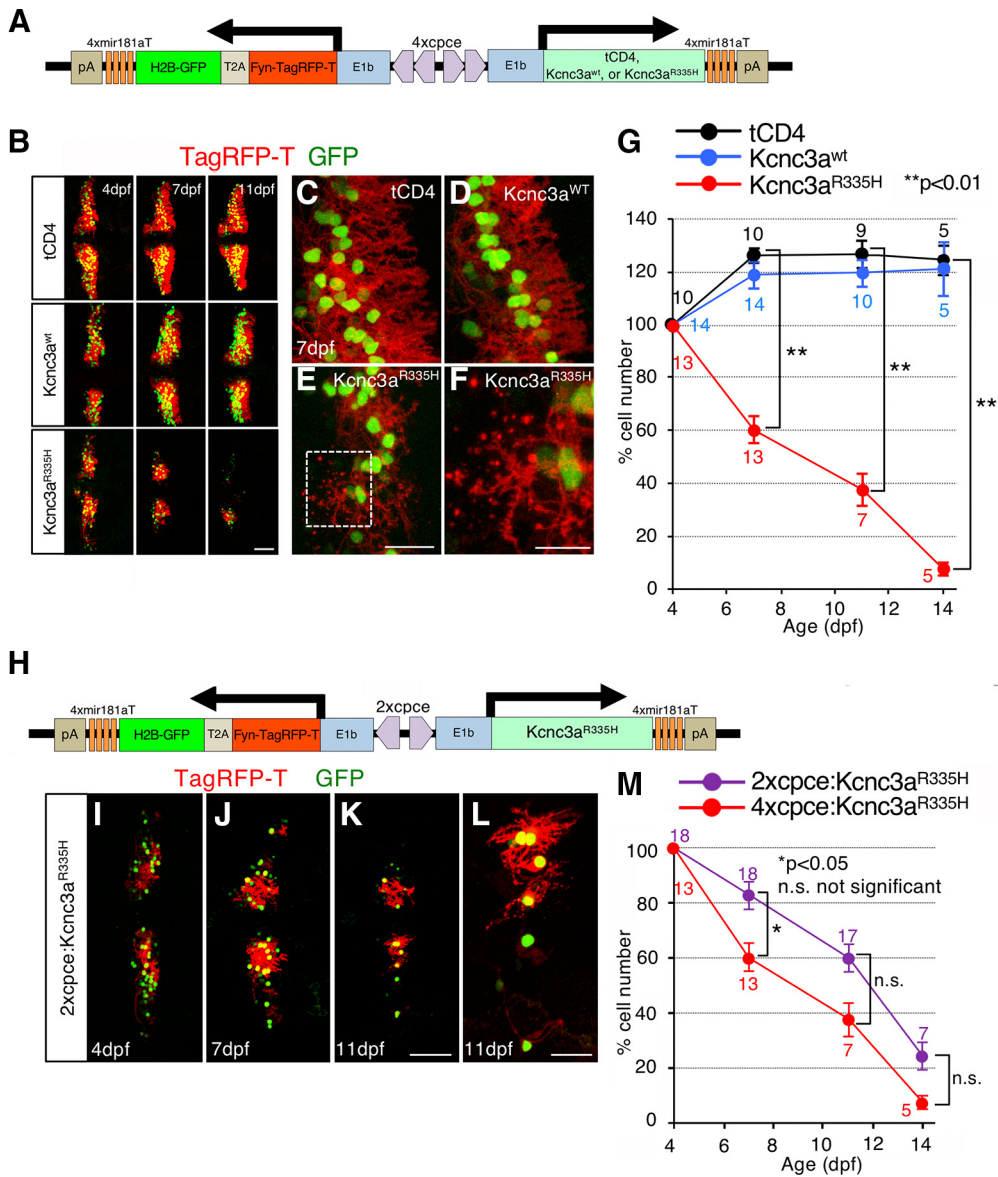 A
4xmir181aT
4xcpce
4xmir181aT
pA
H2B-GFP
T2A
Fyn-TagRFP-T
E1b
E1b
tCD4,
Kcnc3a^wt, or Kcnc3a^R335H
pA
B
TagRFP-T GFP
4dpf
7dpf
11dpf
tCD4
Kcnc3a^wt
Kcnc3a^R335H
C
tCD4
7dpf
D
Kcnc3a^WT
E
Kcnc3a^R335H
F
Kcnc3a^R335H
G
tCD4
Kcnc3a^wt
Kcnc3a^R335H
**p<0.01
140
120
100
80
60
40
20
0
% cell number
10
14
13
10
14
13
9
10
7
5
5
5
**
**
**
4
6
8
10
12
14
Age (dpf)
H
4xmir181aT
2xcpce
4xmir181aT
pA
H2B-GFP
T2A
Fyn-TagRFP-T
E1b
E1b
Kcnc3a^R335H
pA
TagRFP-T GFP
2xcpce:Kcnc3a^R335H
I
4dpf
J
7dpf
K
11dpf
L
11dpf
M
2xcpce:Kcnc3a^R335H
4xcpce:Kcnc3a^R335H
*p<0.05
n.s. not significant
100
80
60
40
20
0
% cell number
18
13
18
13
17
7
7
5
*
n.s.
n.s.
4
6
8
10
12
14
Age (dpf)